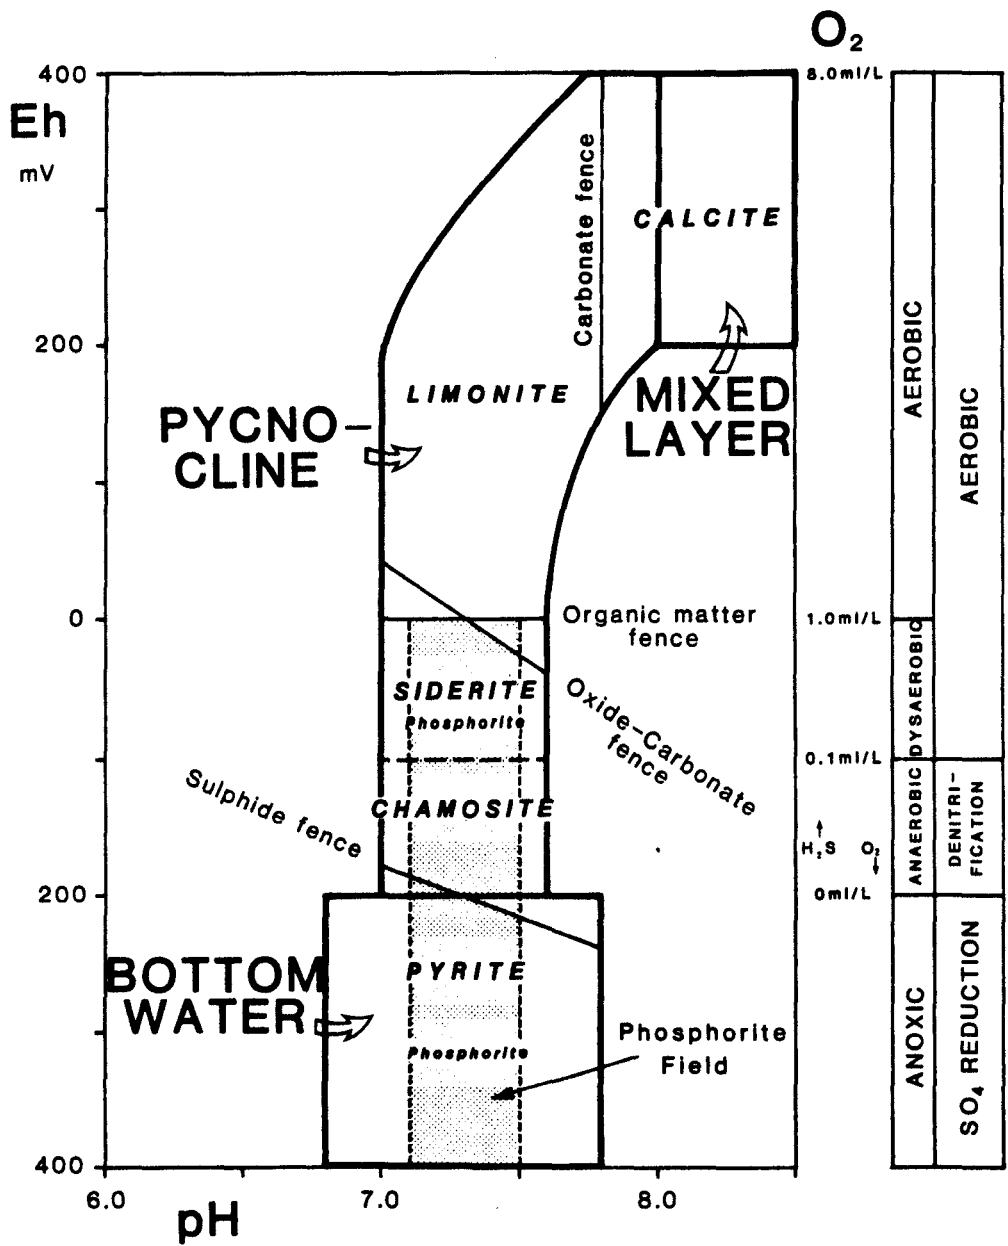 O₂
400
8.0ml/L
Eh
mV
Carbonate fence
CALCITE
200
AEROBIC
AEROBIC
LIMONITE
MIXED
LAYER
PYCNO-
CLINE
0
Organic matter
fence
1.0ml/L
SIDERITE
Phosphorite
Oxide-Carbonate
fence
DYSAEROBIC
0.1ml/L
Sulphide fence
CHAMOSITE
H₂S O₂
ANAEROBIC
DENITRI-
FICATION
200
0ml/L
PYRITE
BOTTOM
WATER
Phosphorite
Phosphorite
Field
ANOXIC
SO₄ REDUCTION
400
6.0
7.0
8.0
pH